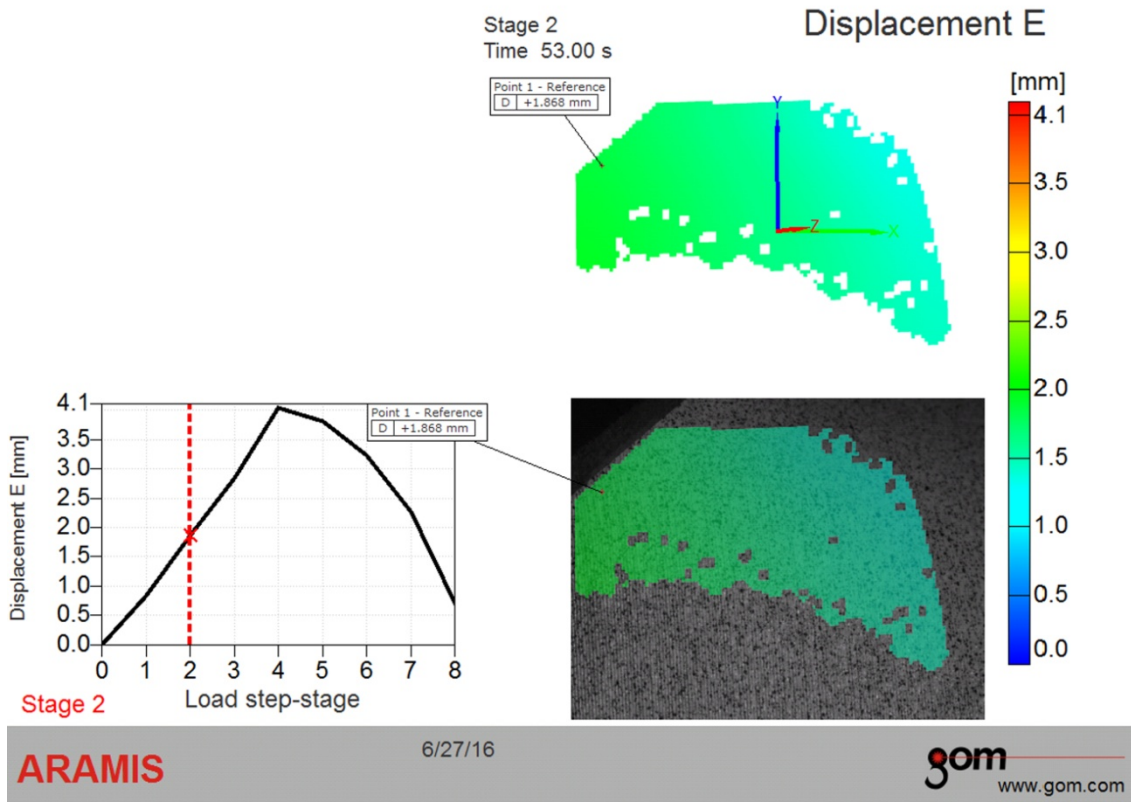 Displacement E
Stage 2
Time 53.00 s
Point 1 - Reference
D +1.868 mm
Y
Z
X
[mm]
4.1
3.5
3.0
2.5
2.0
1.5
1.0
0.5
0.0
Displacement E [mm]
4.1
3.5
3.0
2.5
2.0
1.5
1.0
0.5
0.0
0 1 2 3 4 5 6 7 8
Load step-stage
Stage 2
Point 1 - Reference
D +1.868 mm
ARAMIS
6/27/16
gom
www.gom.com